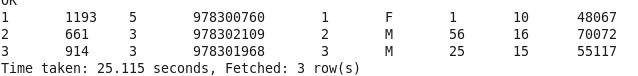 OK
1 1193 5 978300760 1 F 1 10 48067
2 661 3 978302109 2 M 56 16 70072
3 914 3 978301968 3 M 25 15 55117
Time taken: 25.115 seconds, Fetched: 3 row(s)